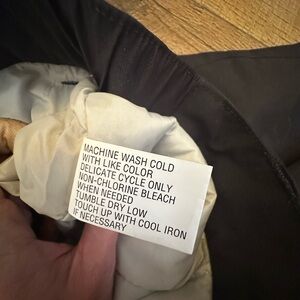 MACHINE WASH COLD
WITH LIKE COLOR
DELICATE CYCLE ONLY
NON-CHLORINE BLEACH
WHEN NEEDED
TUMBLE DRY LOW
TOUCH UP WITH COOL IRON
IF NECESSARY